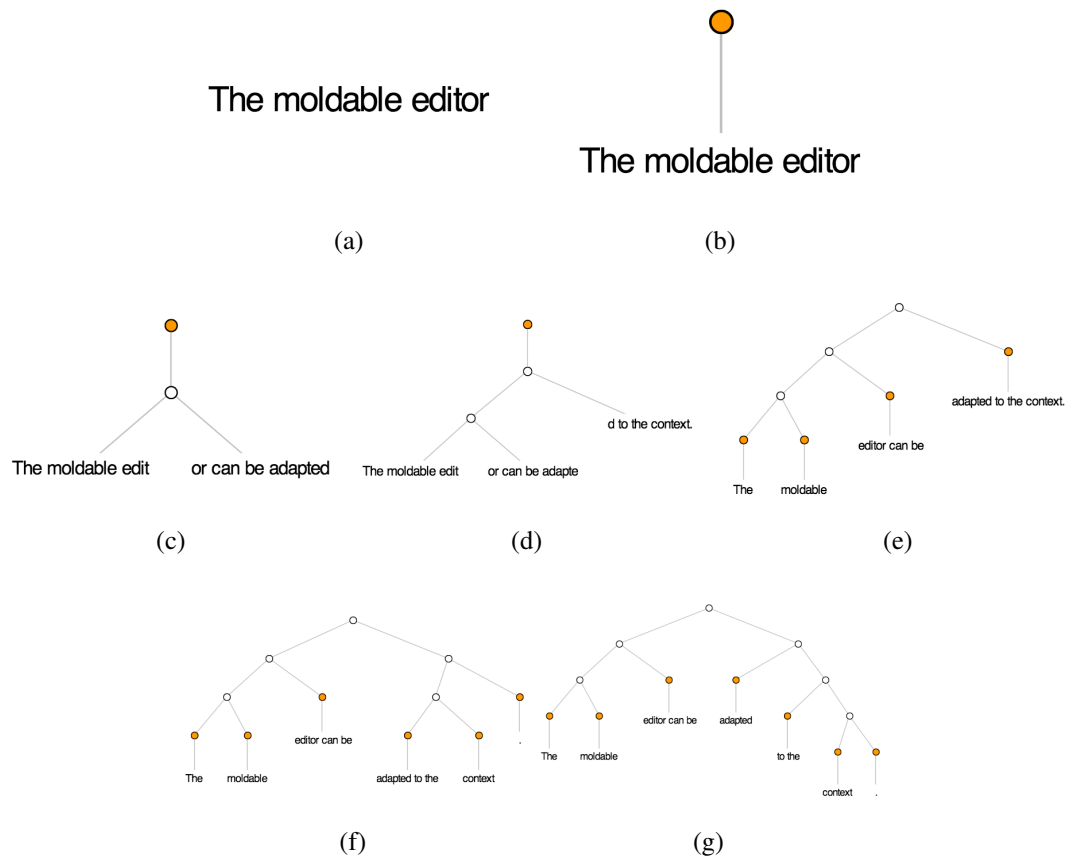 The moldable editor
The moldable editor
(a)
(b)
The moldable edit
or can be adapted
The moldable edit
or can be adapte
d to the context.
The
moldable
editor can be
adapted to the context.
(c)
(d)
(e)
The
moldable
editor can be
adapted to the
context
.
The
moldable
editor can be
adapted
to the
context
.
(f)
(g)